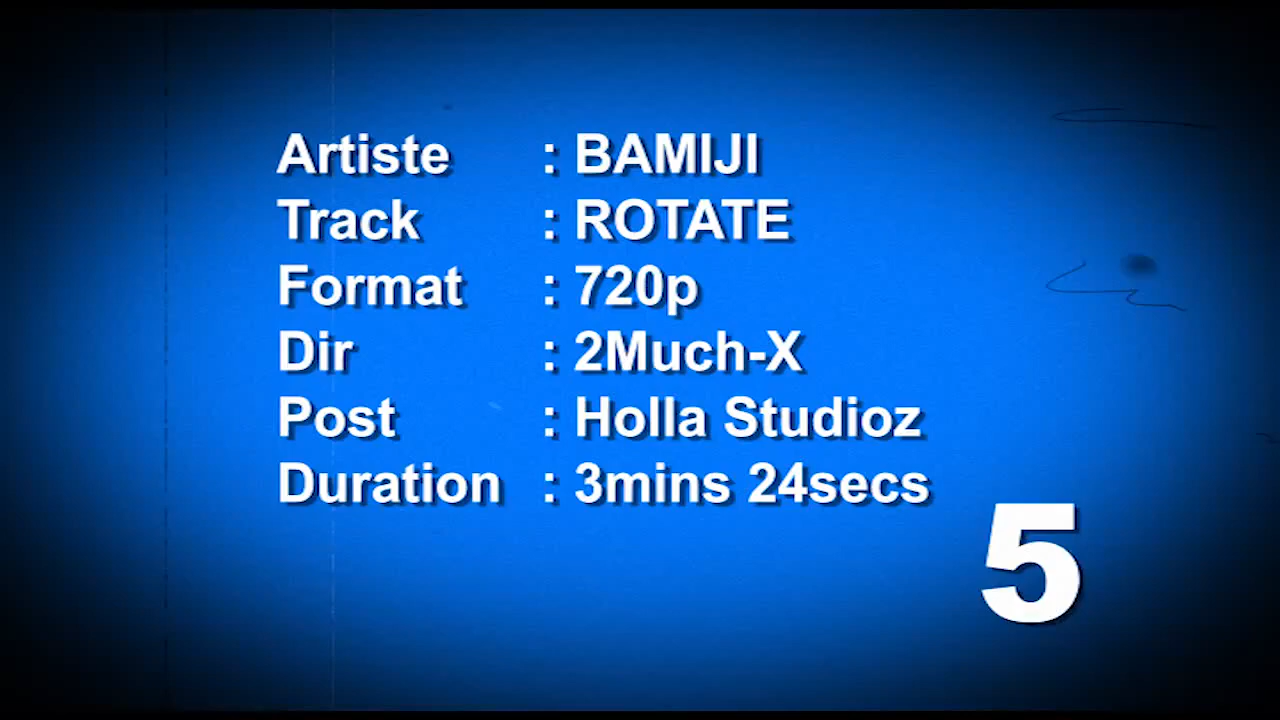 Artiste : BAMIJI
Track : ROTATE
Format : 720p
Dir : 2Much-X
Post : Holla Studioz
Duration : 3mins 24secs
5